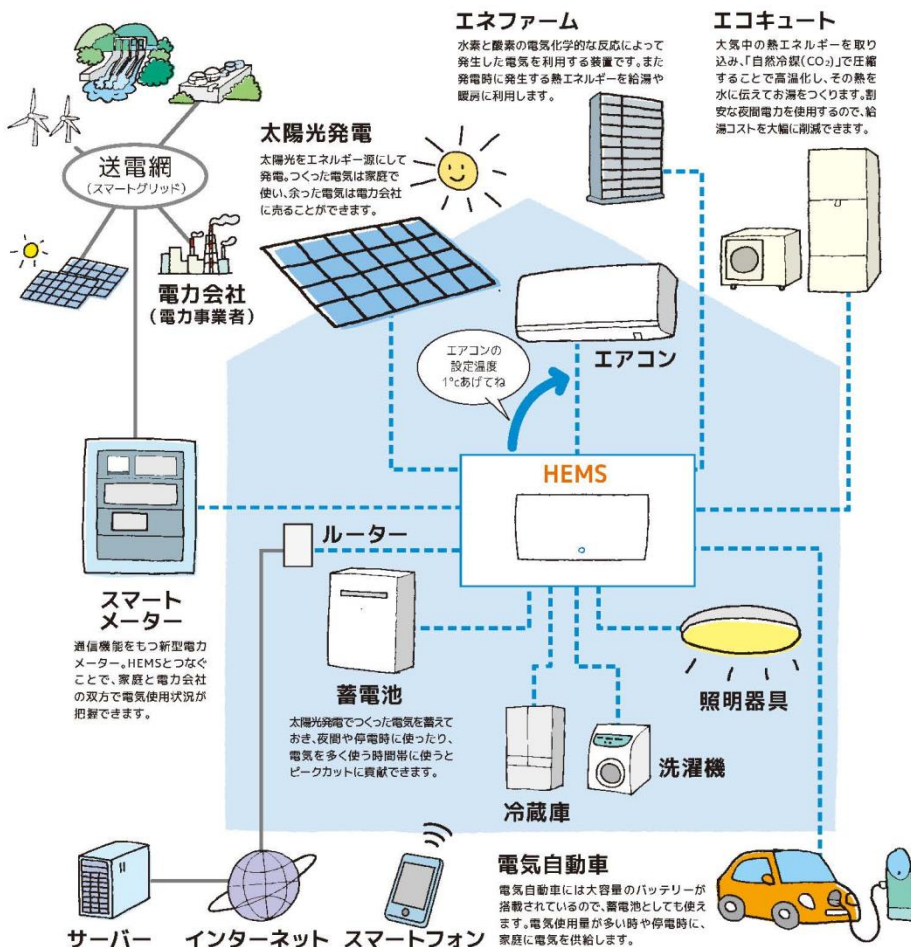 エネファーム
水素と酸素の電気化学的な反応によって
発生した電気を利用する装置です。また
発電時に発生する熱エネルギーを給湯や
暖房に利用します。
エコキュート
大気中の熱エネルギーを取り
込み、「自然冷媒(CO₂)」で圧縮
することで高温化し、その熱を
水に伝えてお湯をつくります。割
安な夜間電力を使用するので、給
湯コストを大幅に削減できます。
送電網
(スマートグリッド)
太陽光発電
太陽光をエネルギー源にして
発電。つくった電気は家庭で
使い、余った電気は電力会社
に売ることができます。
電力会社
(電力事業者)
エアコン
エアコンの
設定温度
1℃あげてね
HEMS
ルーター
スマート
メーター
通信機能をもつ新型電力
メーター。HEMSとつなぐ
ことで、家庭と電力会社
の双方で電気使用状況が
把握できます。
蓄電池
太陽光発電でつくった電気を蓄えて
おき、夜間や停電時に使ったり、
電気を多く使う時間帯に使うと
ピークカットに貢献できます。
照明器具
洗濯機
冷蔵庫
電気自動車
電気自動車には大容量のバッテリーが
搭載されているので、蓄電池としても使え
ます。電気使用量が多い時や停電時に、
家庭に電気を供給します。
サーバー
インターネット
スマートフォン